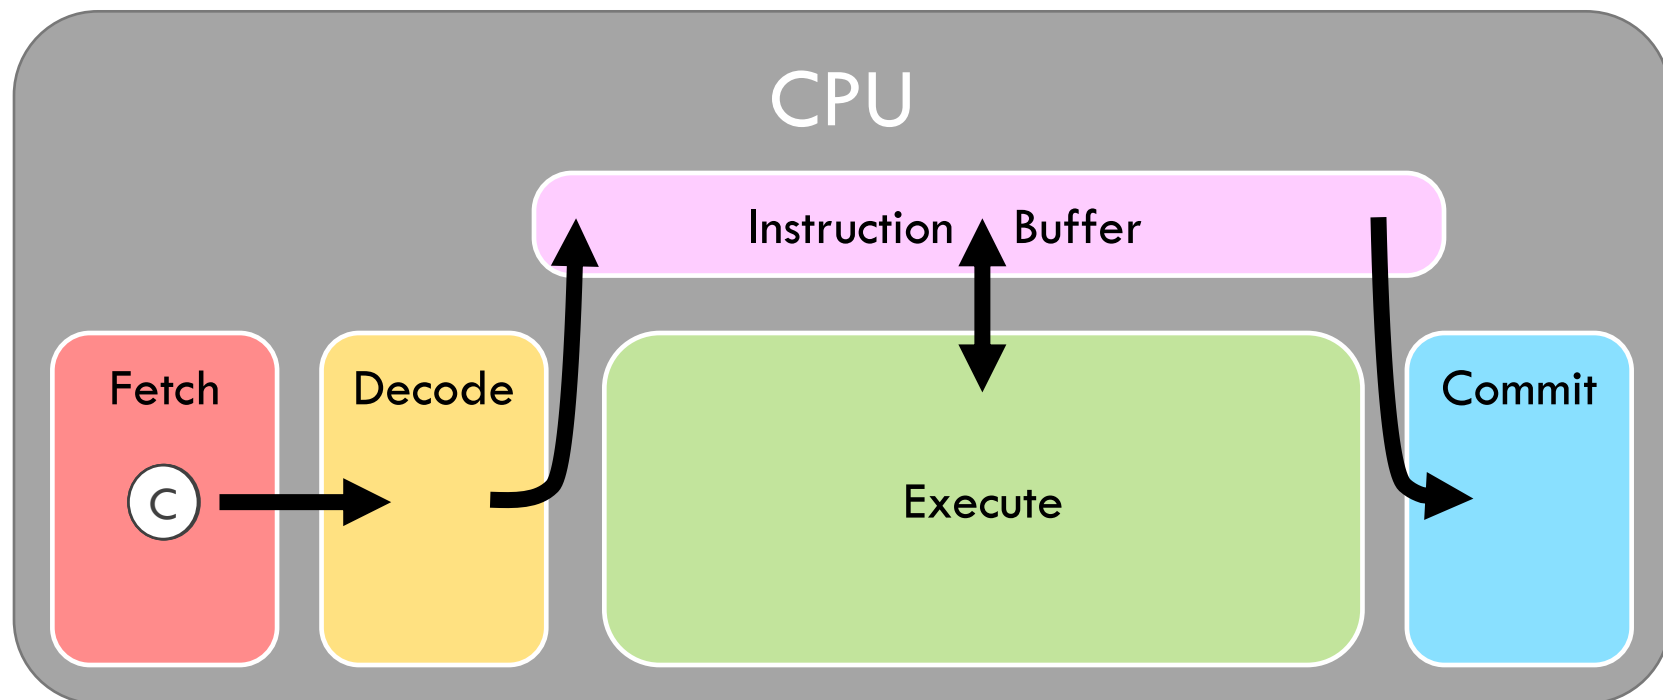 CPU
Instruction Buffer
Fetch
Decode
Commit
C
Execute